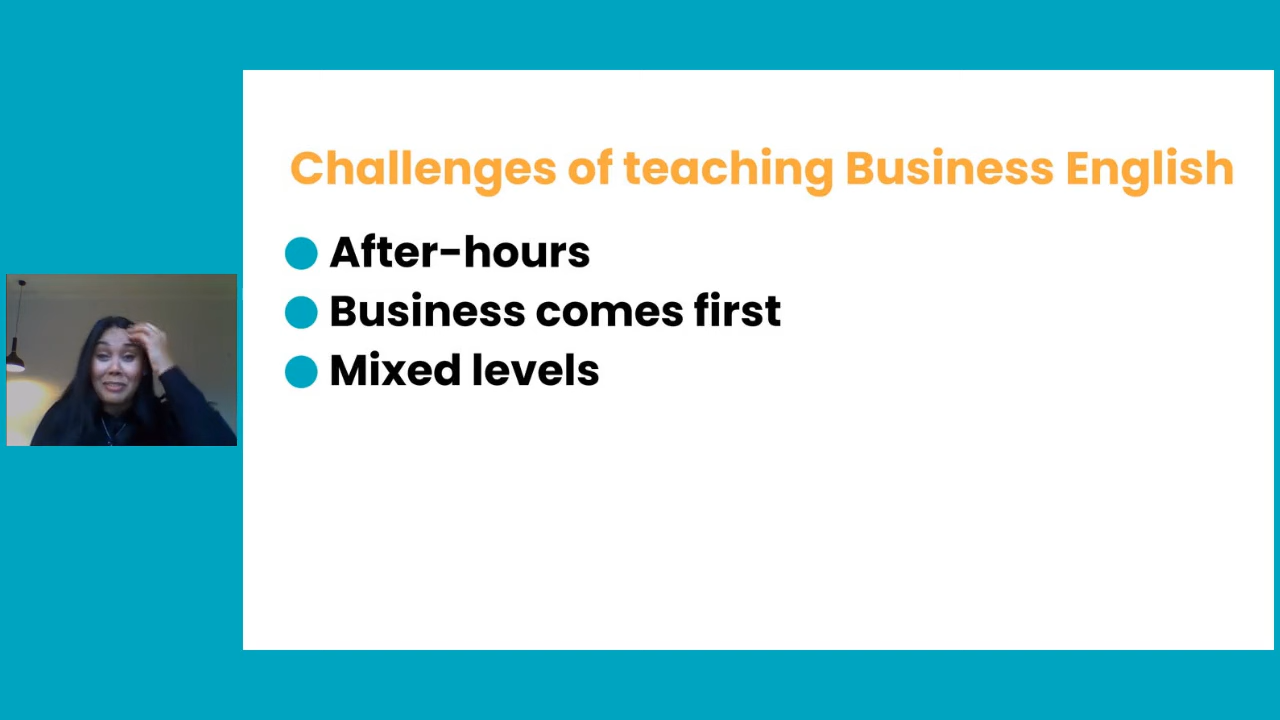 Challenges of teaching Business English
After-hours
Business comes first
Mixed levels